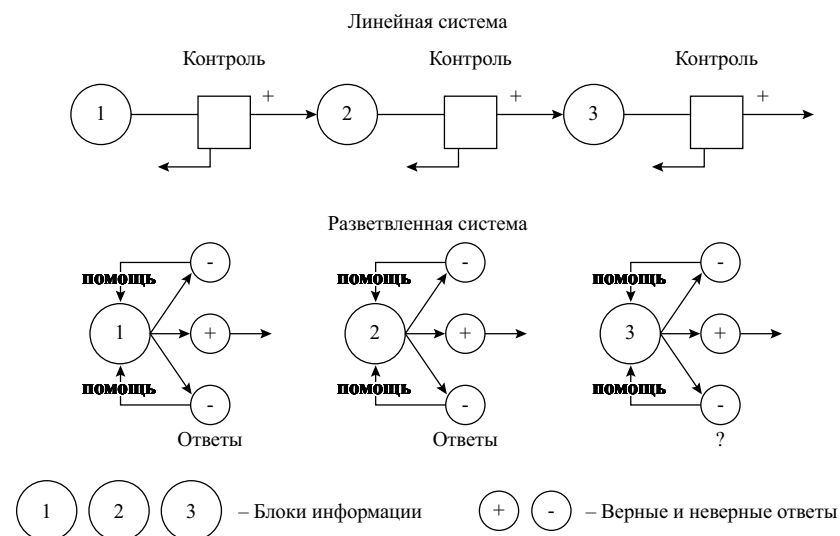 Линейная система
Контроль Контроль Контроль
+ + +
1 2 3
Разветвленная система
- - -
помощь помощь помощь
1 + 2 + 3 +
помощь помощь помощь
- - -
Ответы Ответы ?
1 2 3 – Блоки информации + - – Верные и неверные ответы